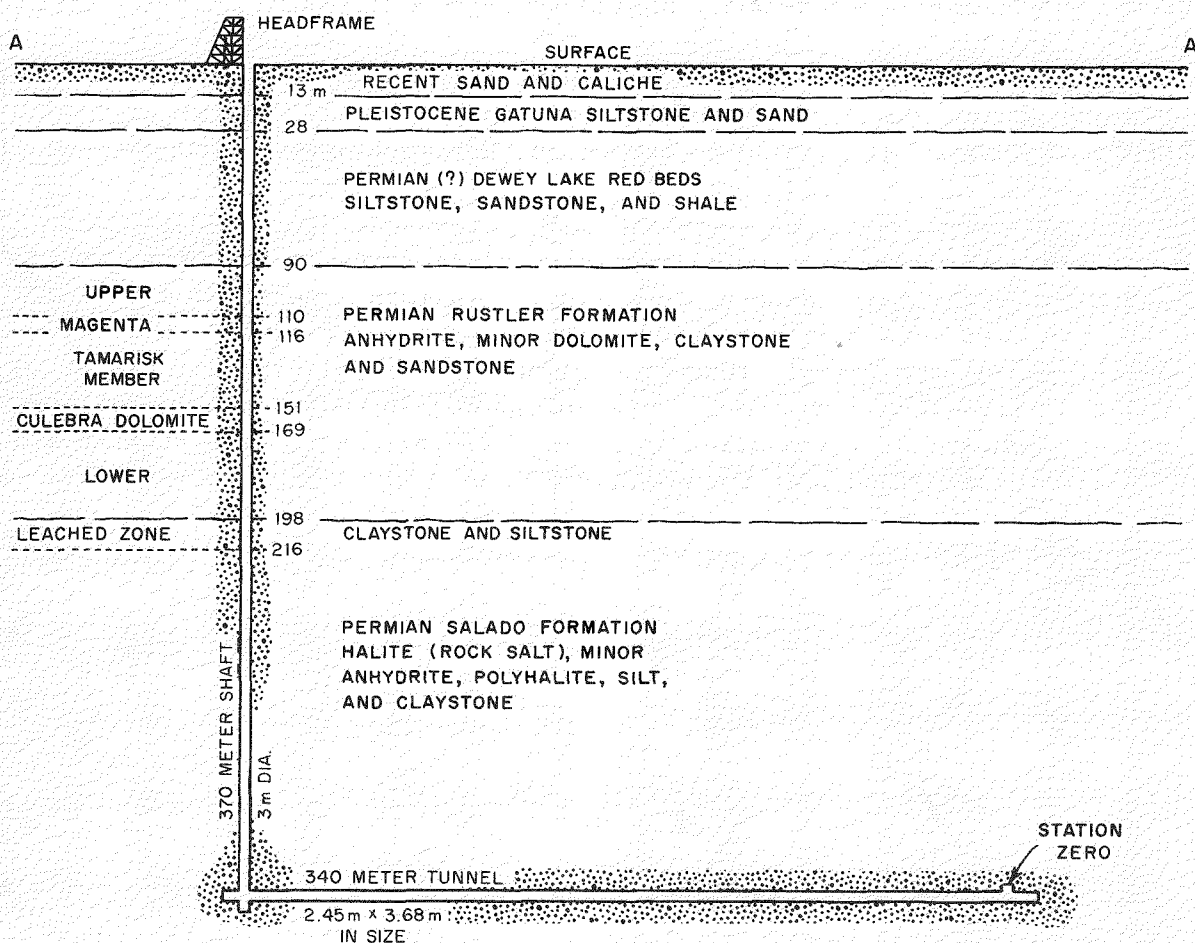 HEADFRAME
A
SURFACE
A
RECENT SAND AND CALICHE
13 m
PLEISTOCENE GATUNA SILTSTONE AND SAND
28
PERMIAN (?) DEWEY LAKE RED BEDS
SILTSTONE, SANDSTONE, AND SHALE
90
UPPER
110
MAGENTA
116
PERMIAN RUSTLER FORMATION
ANHYDRITE, MINOR DOLOMITE, CLAYSTONE
AND SANDSTONE
TAMARISK
MEMBER
151
CULEBRA DOLOMITE
169
LOWER
198
LEACHED ZONE
CLAYSTONE AND SILTSTONE
216
PERMIAN SALADO FORMATION
HALITE (ROCK SALT), MINOR
ANHYDRITE, POLYHALITE, SILT,
AND CLAYSTONE
370 METER SHAFT
3 m DIA.
STATION
ZERO
340 METER TUNNEL
2.45 m x 3.68 m
IN SIZE